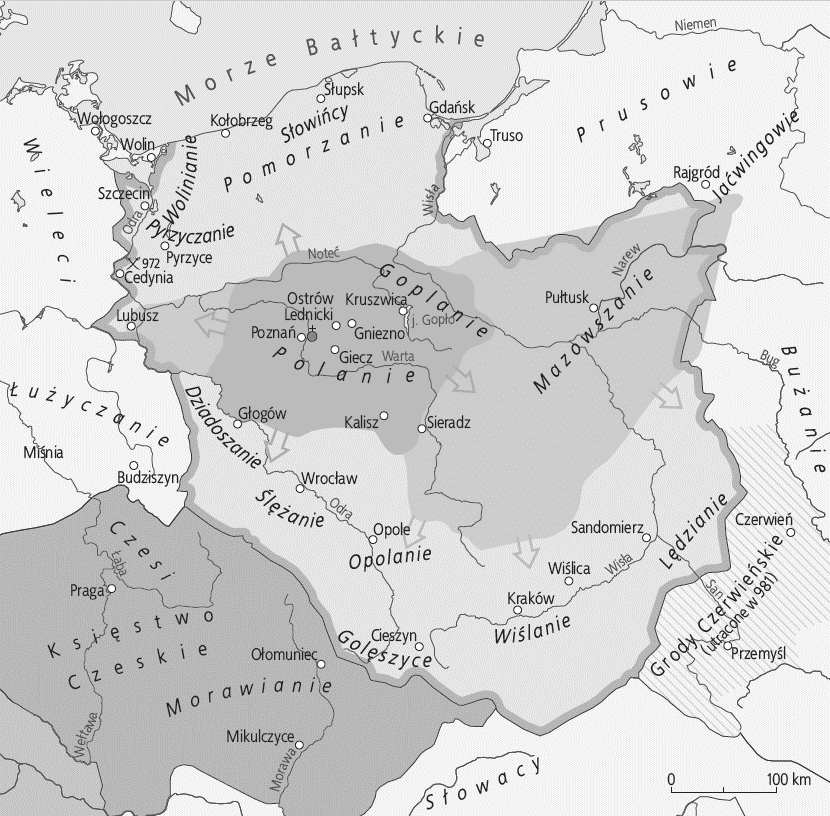 Morze Bałtyckie
Niemen
Słupsk
Prusowie
Wołogoszcz
Kołobrzeg
Słowińcy
Gdańsk
Pomorzanie
Truso
Wolin
Wolinianie
Jaćwingowie
Rajgród
Wieleci
Szczecin
Odra
Wisła
Pyrzyczanie
Pyrzyce
972
Cedynia
Noteć
Narew
Goplanie
Ostrów
Lednicki
Kruszwica
Pułtusk
Lubusz
j. Gopło
Mazowszanie
Poznań
Gniezno
Giecz
Warta
Polanie
Bug
Bużanie
Łużyczanie
Dziadoszanie
Głogów
Kalisz
Sieradz
Miśnia
Budziszyn
Wrocław
Ślężanie
Odra
Opole
Opolanie
Sandomierz
Lędzianie
Czerwień
Czesi
Łaba
Wiślica
Wisła
Praga
Kraków
San
Grody Czerwieńskie
(utracone w 981)
Księstwo
Czeskie
Wiślanie
Cieszyn
Golęszyce
Przemyśl
Ołomuniec
Morawianie
Wełtawa
Mikulczyce
Morawa
Słowacy
0 100 km